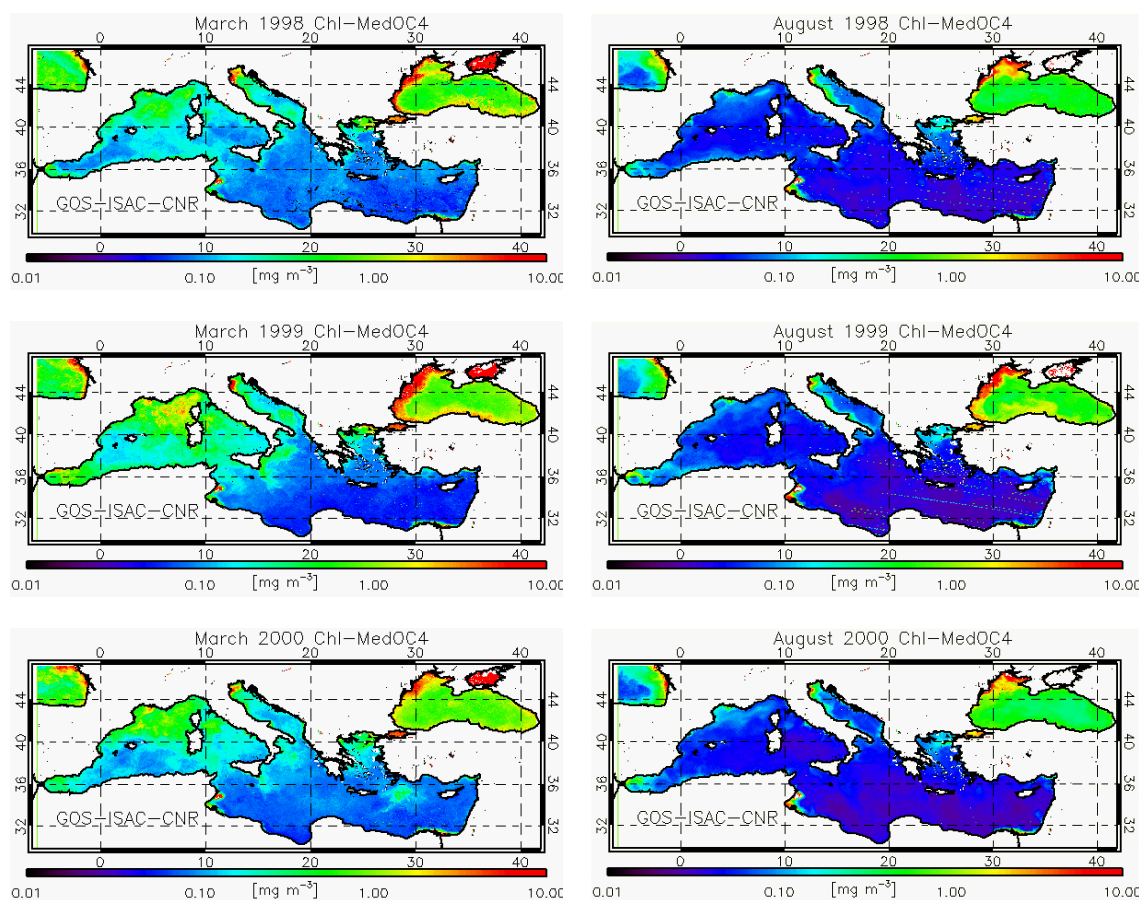 March 1998 Chl-MedOC4
0 10 20 30 40
44 40 36 32
44 40 36 32
GOS-ISAC-CNR
0 10 20 30 40
0.01 0.10 [mg m⁻³] 1.00 10.00
August 1998 Chl-MedOC4
0 10 20 30 40
44 40 36 32
44 40 36 32
GOS-ISAC-CNR
0 10 20 30 40
0.01 0.10 [mg m⁻³] 1.00 10.00
March 1999 Chl-MedOC4
0 10 20 30 40
44 40 36 32
44 40 36 32
GOS-ISAC-CNR
0 10 20 30 40
0.01 0.10 [mg m⁻³] 1.00 10.00
August 1999 Chl-MedOC4
0 10 20 30 40
44 40 36 32
44 40 36 32
GOS-ISAC-CNR
0 10 20 30 40
0.01 0.10 [mg m⁻³] 1.00 10.00
March 2000 Chl-MedOC4
0 10 20 30 40
44 40 36 32
44 40 36 32
GOS-ISAC-CNR
0 10 20 30 40
0.01 0.10 [mg m⁻³] 1.00 10.00
August 2000 Chl-MedOC4
0 10 20 30 40
44 40 36 32
44 40 36 32
GOS-ISAC-CNR
0 10 20 30 40
0.01 0.10 [mg m⁻³] 1.00 10.00